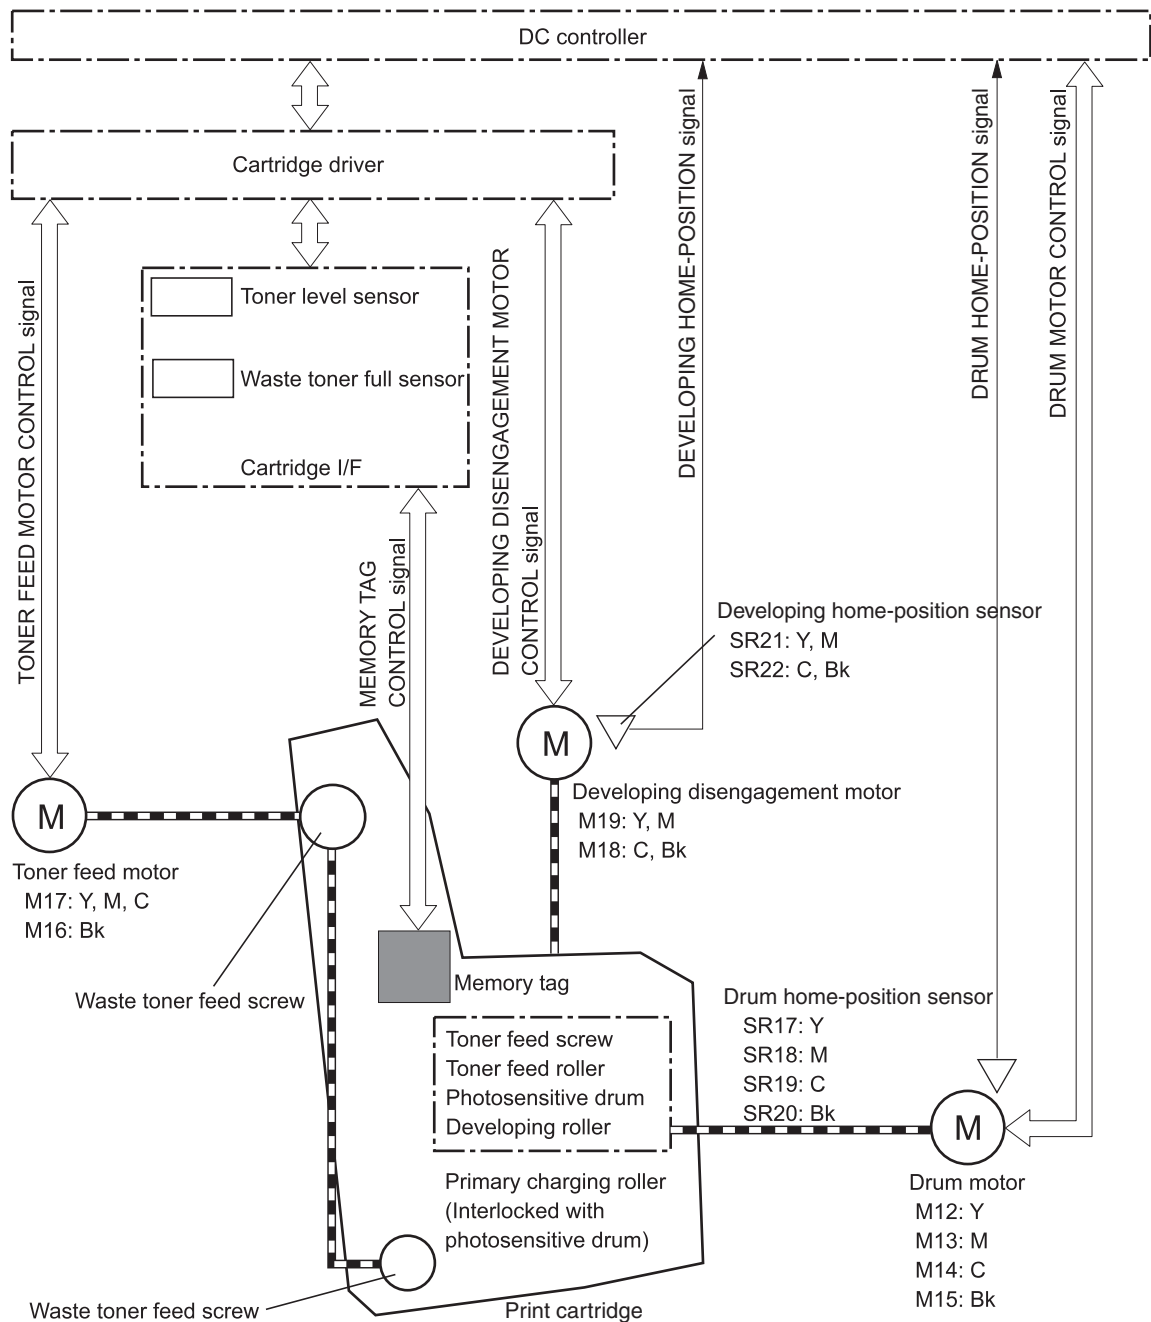 DC controller
Cartridge driver
TONER FEED MOTOR CONTROL signal
Toner level sensor
Waste toner full sensor
Cartridge I/F
MEMORY TAG
CONTROL signal
DEVELOPING DISENGAGEMENT MOTOR
CONTROL signal
DEVELOPING HOME-POSITION signal
DRUM HOME-POSITION signal
DRUM MOTOR CONTROL signal
Developing home-position sensor
SR21: Y, M
SR22: C, Bk
M
Developing disengagement motor
M19: Y, M
M18: C, Bk
M
Toner feed motor
M17: Y, M, C
M16: Bk
Waste toner feed screw
Memory tag
Drum home-position sensor
SR17: Y
SR18: M
SR19: C
SR20: Bk
Toner feed screw
Toner feed roller
Photosensitive drum
Developing roller
M
Primary charging roller
(Interlocked with
photosensitive drum)
Drum motor
M12: Y
M13: M
M14: C
M15: Bk
Waste toner feed screw
Print cartridge